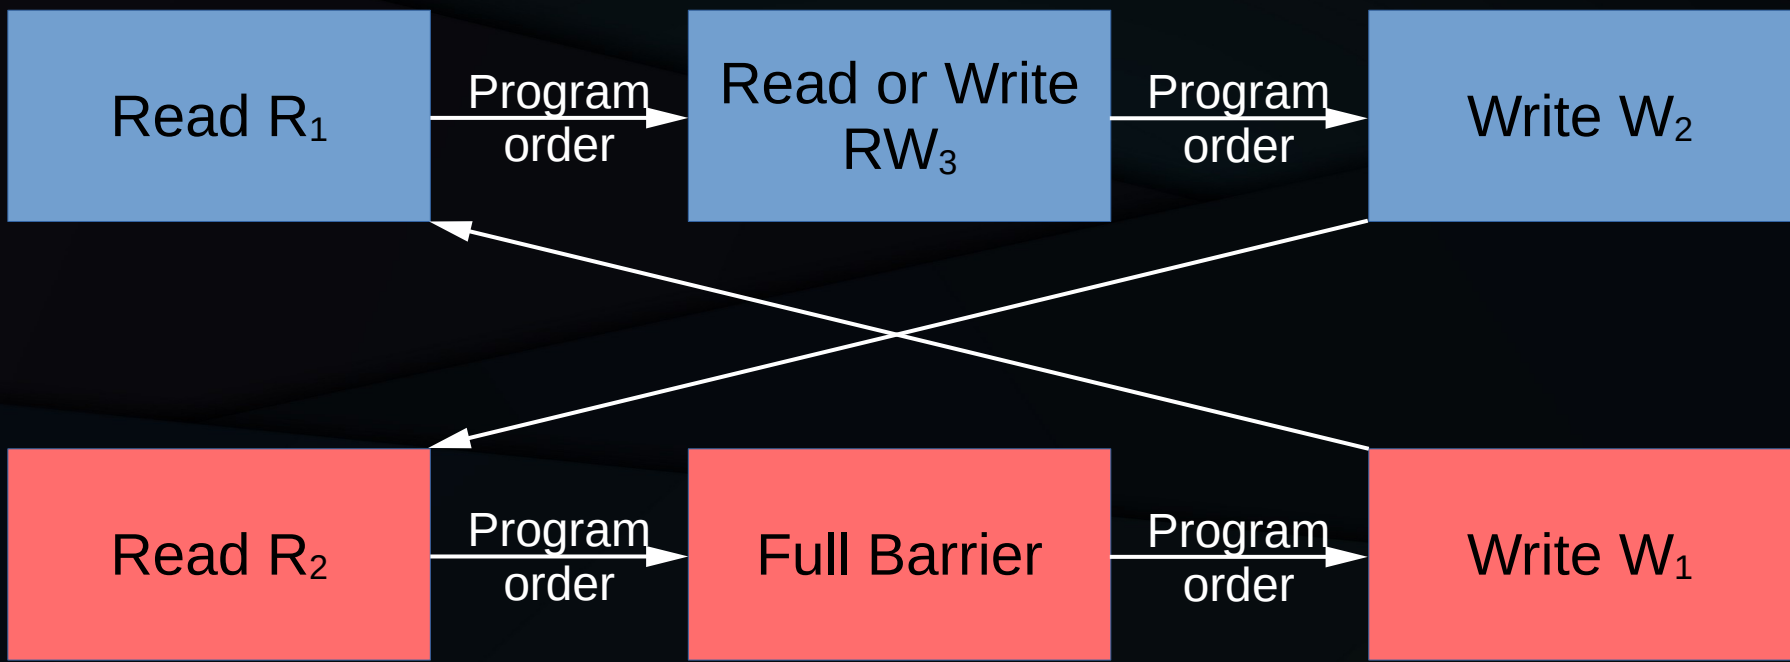 Read R₁
Program
order
Read or Write
RW₃
Program
order
Write W₂
Read R₂
Program
order
Full Barrier
Program
order
Write W₁